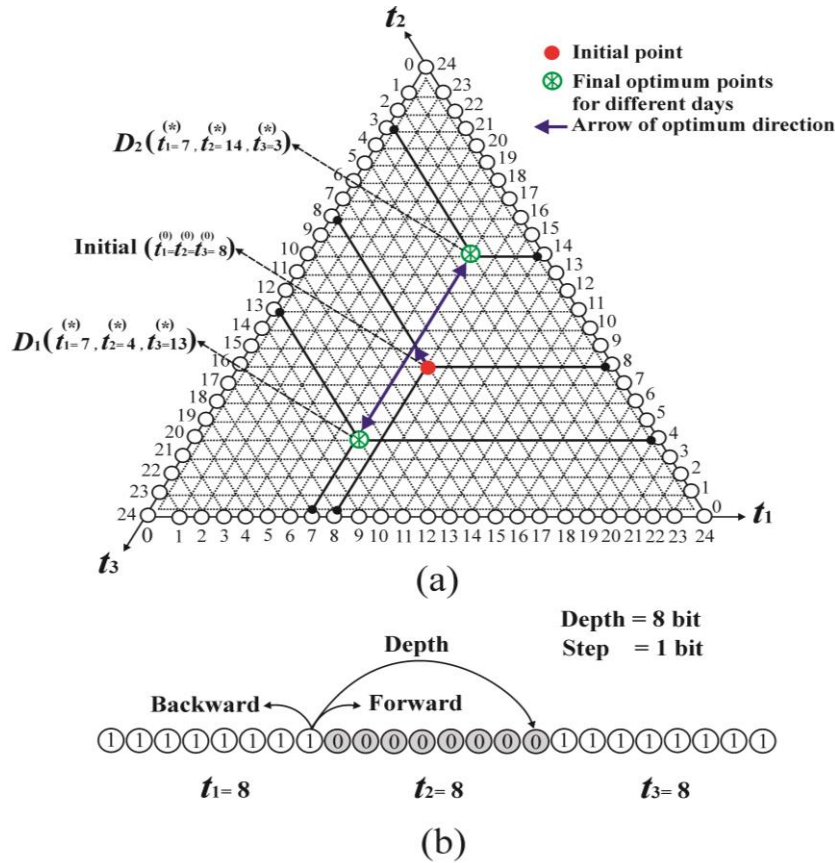 t₂
Initial point
Final optimum points
for different days
Arrow of optimum direction
D₂(t₁₌7^(*), t₂₌14^(*), t₃₌3^(*))
Initial (t₁₌^(0)t₂₌^(0)t₃₌8^(0))
D₁(t₁₌7^(*), t₂₌4^(*), t₃₌13^(*))
0
1
2
3
4
5
6
7
8
9
10
11
12
13
14
15
16
17
18
19
20
21
22
23
24
24
23
22
21
20
19
18
17
16
15
14
13
12
11
10
9
8
7
6
5
4
3
2
1
0
0 1 2 3 4 5 6 7 8 9 10 11 12 13 14 15 16 17 18 19 20 21 22 23 24
t₁
t₃
(a)
Depth = 8 bit
Step = 1 bit
Depth
Backward
Forward
1 1 1 1 1 1 1 1 0 0 0 0 0 0 0 0 1 1 1 1 1 1 1 1
t₁= 8 t₂= 8 t₃= 8
(b)